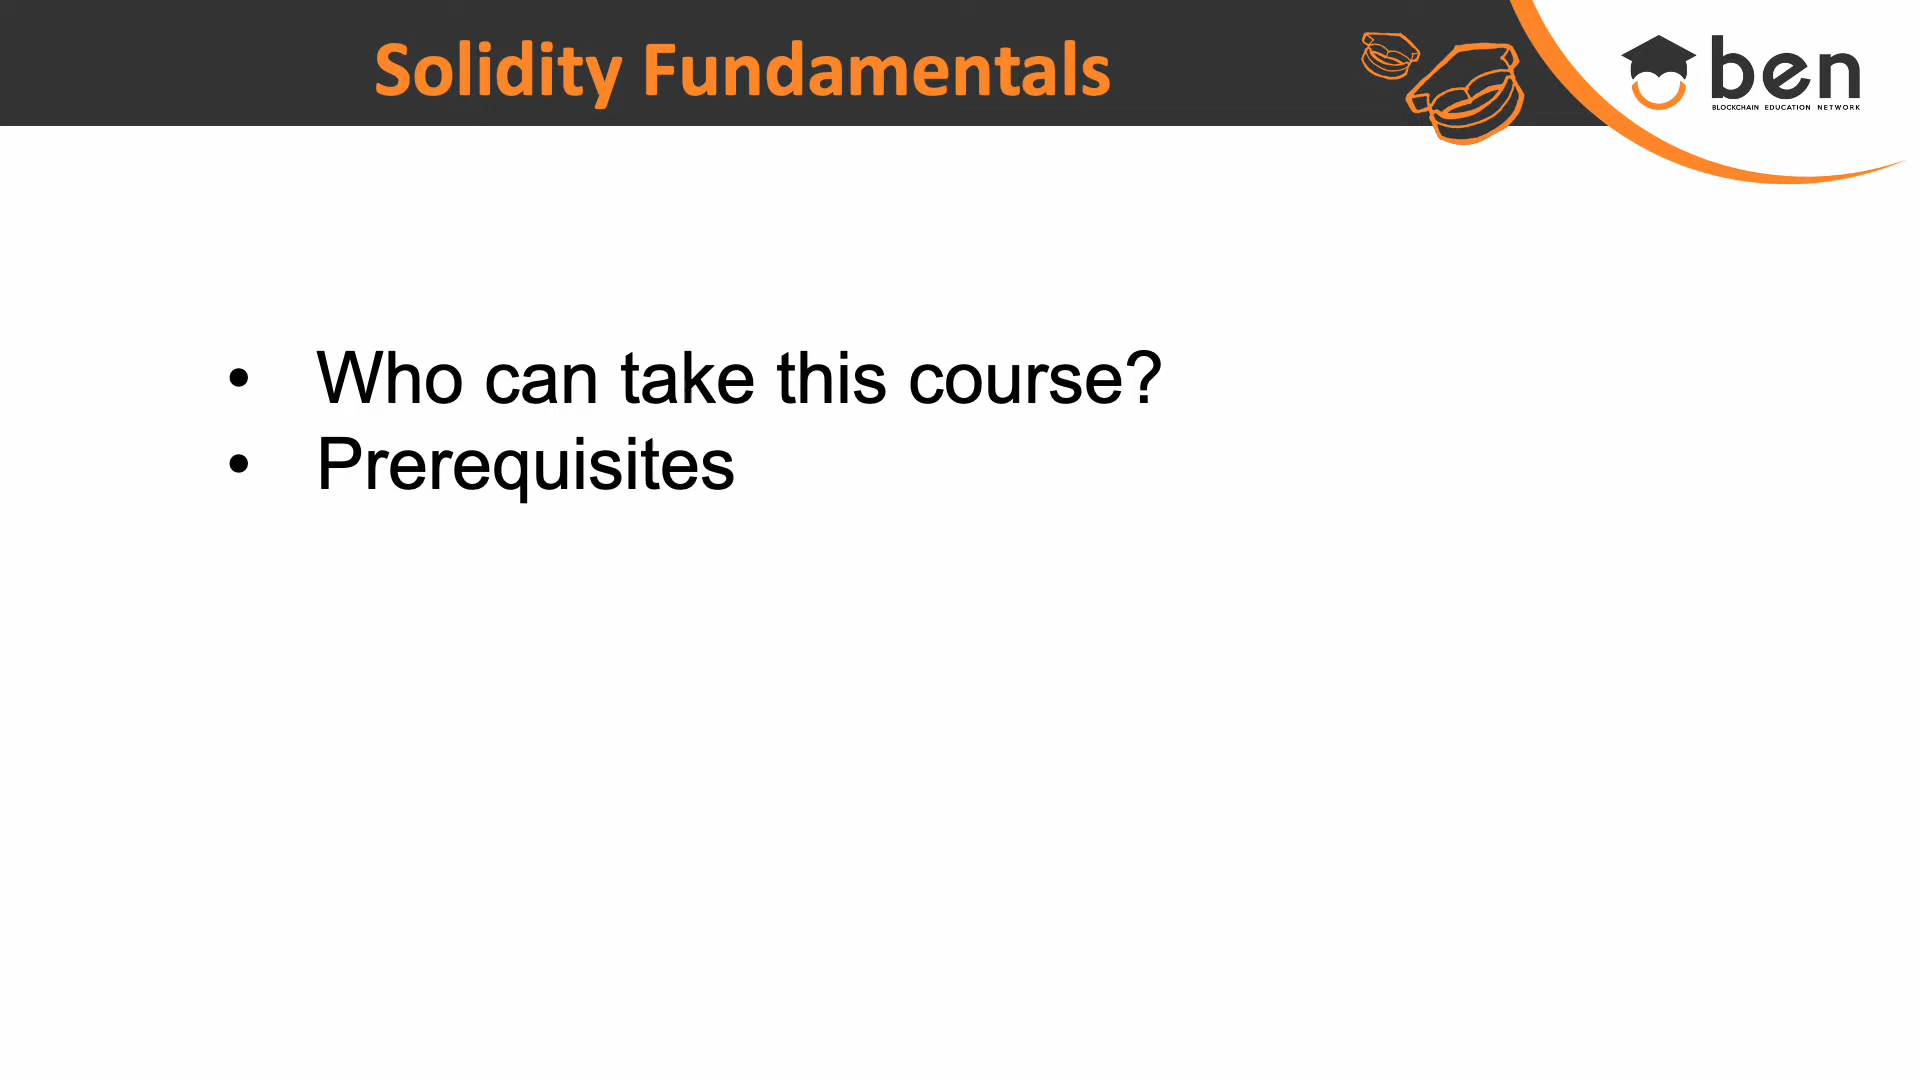 Solidity Fundamentals
ben
BLOCKCHAIN EDUCATION NETWORK
• Who can take this course?
• Prerequisites